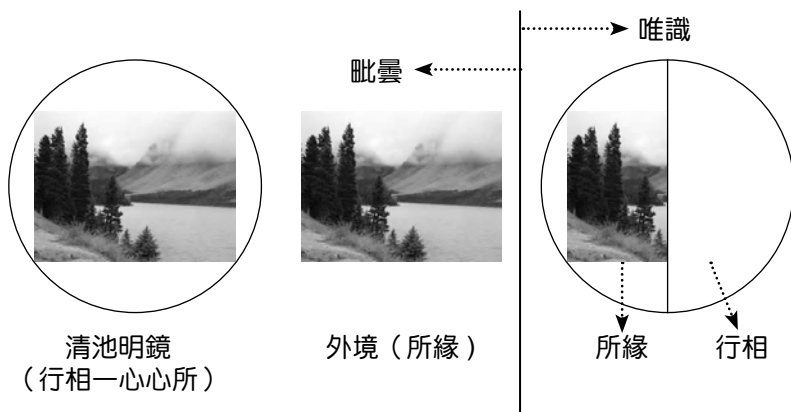 唯識
毗曇
清池明鏡
（行相一心心所）
外境（所緣）
所緣
行相